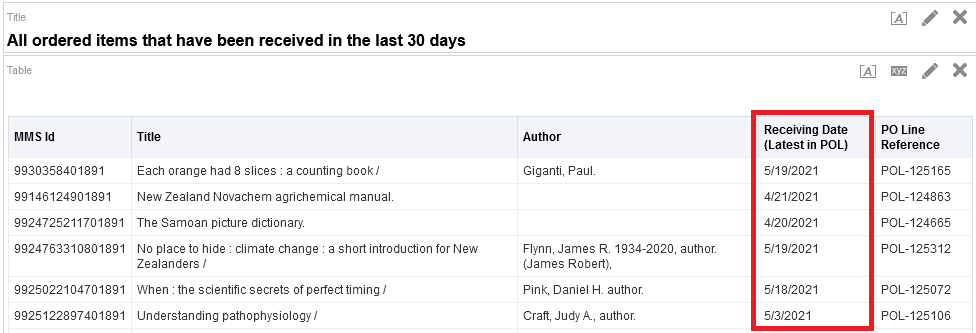 Title
[A]
All ordered items that have been received in the last 30 days
Table
[A] xyz
MMS Id Title Author Receiving Date (Latest in POL) PO Line Reference
9930358401891 Each orange had 8 slices : a counting book / Giganti, Paul. 5/19/2021 POL-125165
99146124901891 New Zealand Novachem agrichemical manual. 4/21/2021 POL-124863
9924725211701891 The Samoan picture dictionary. 4/20/2021 POL-124665
9924763310801891 No place to hide : climate change : a short introduction for New Flynn, James R. 1934-2020, author. 5/19/2021 POL-125312
Zealanders / (James Robert),
9925022104701891 When : the scientific secrets of perfect timing / Pink, Daniel H. author. 5/18/2021 POL-125072
9925122897401891 Understanding pathophysiology / Craft, Judy A., author. 5/3/2021 POL-125106